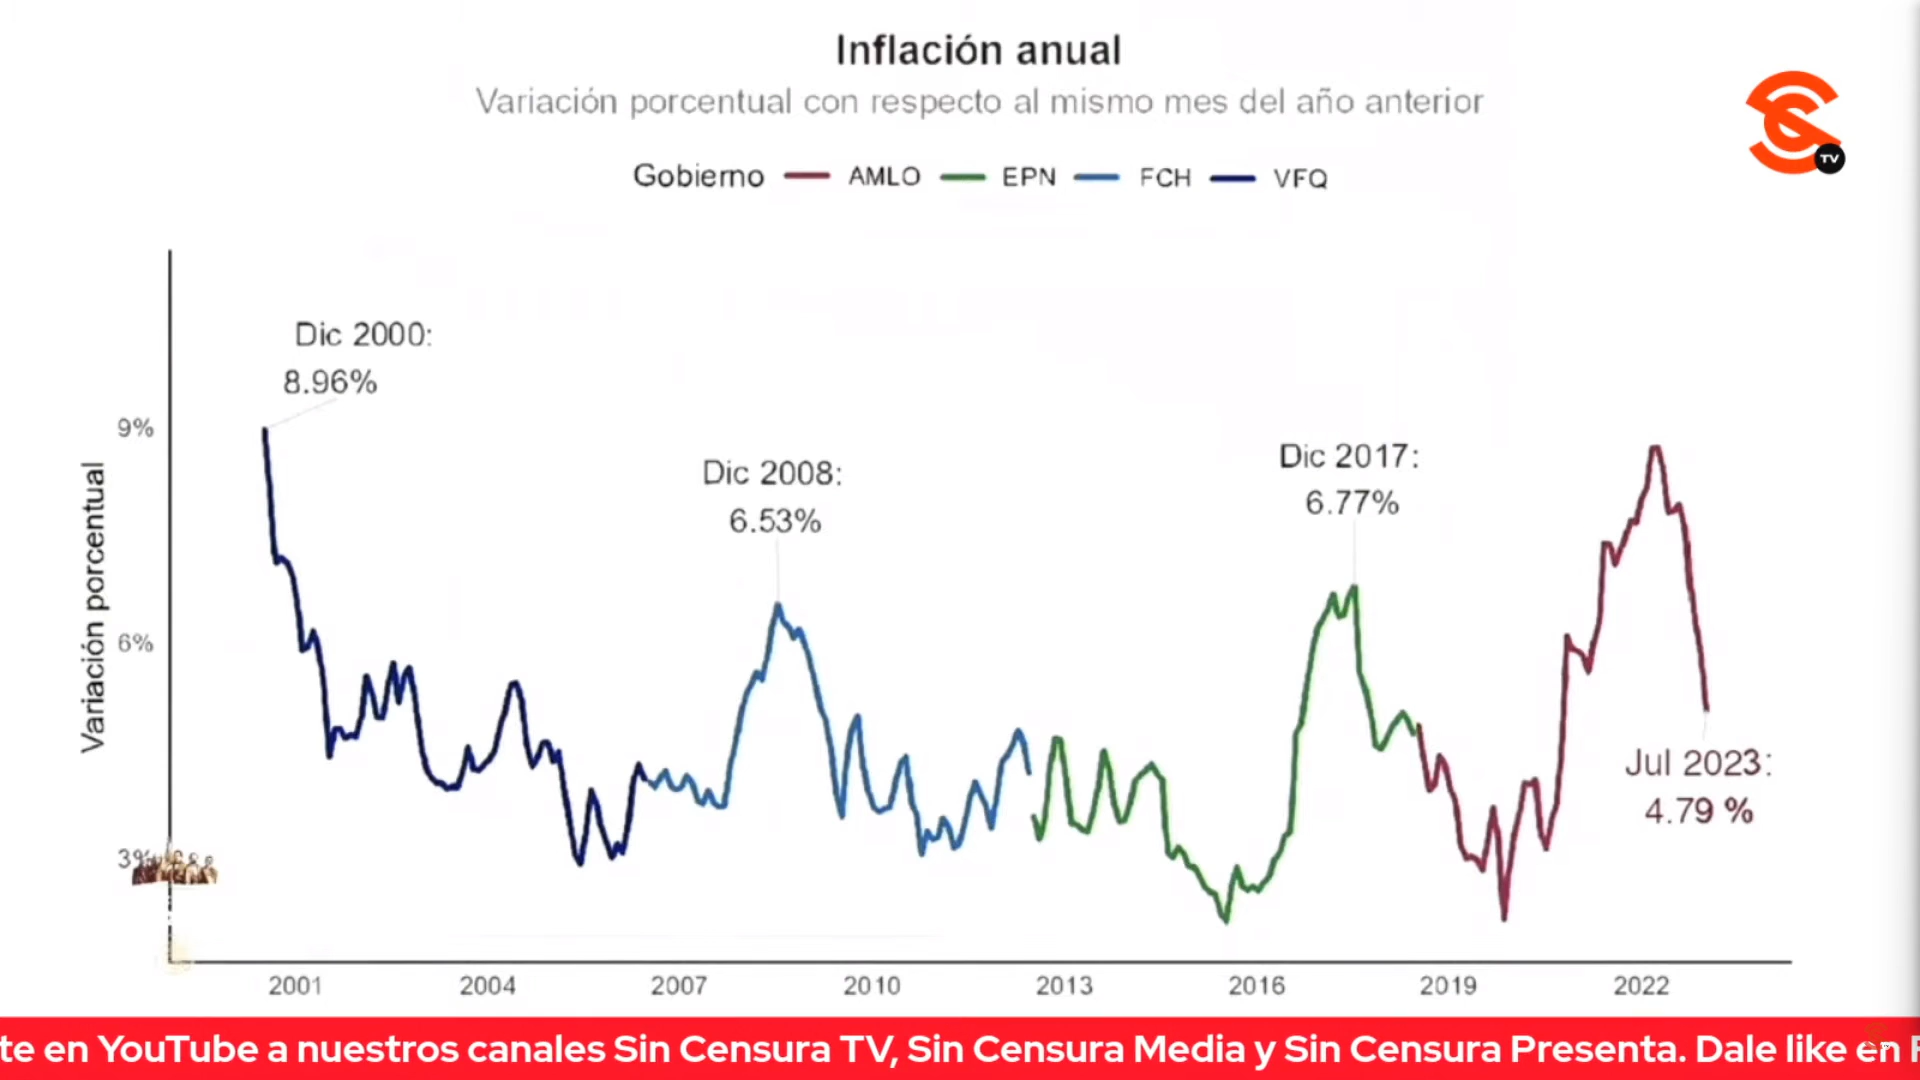 Inflación anual
Variación porcentual con respecto al mismo mes del año anterior
TV
Gobierno AMLO EPN FCH VFQ
Dic 2000:
8.96%
Dic 2008:
6.53%
Dic 2017:
6.77%
Jul 2023:
4.79 %
Variación porcentual
9%
6%
3%
2001 2004 2007 2010 2013 2016 2019 2022
te en YouTube a nuestros canales Sin Censura TV, Sin Censura Media y Sin Censura Presenta. Dale like en F